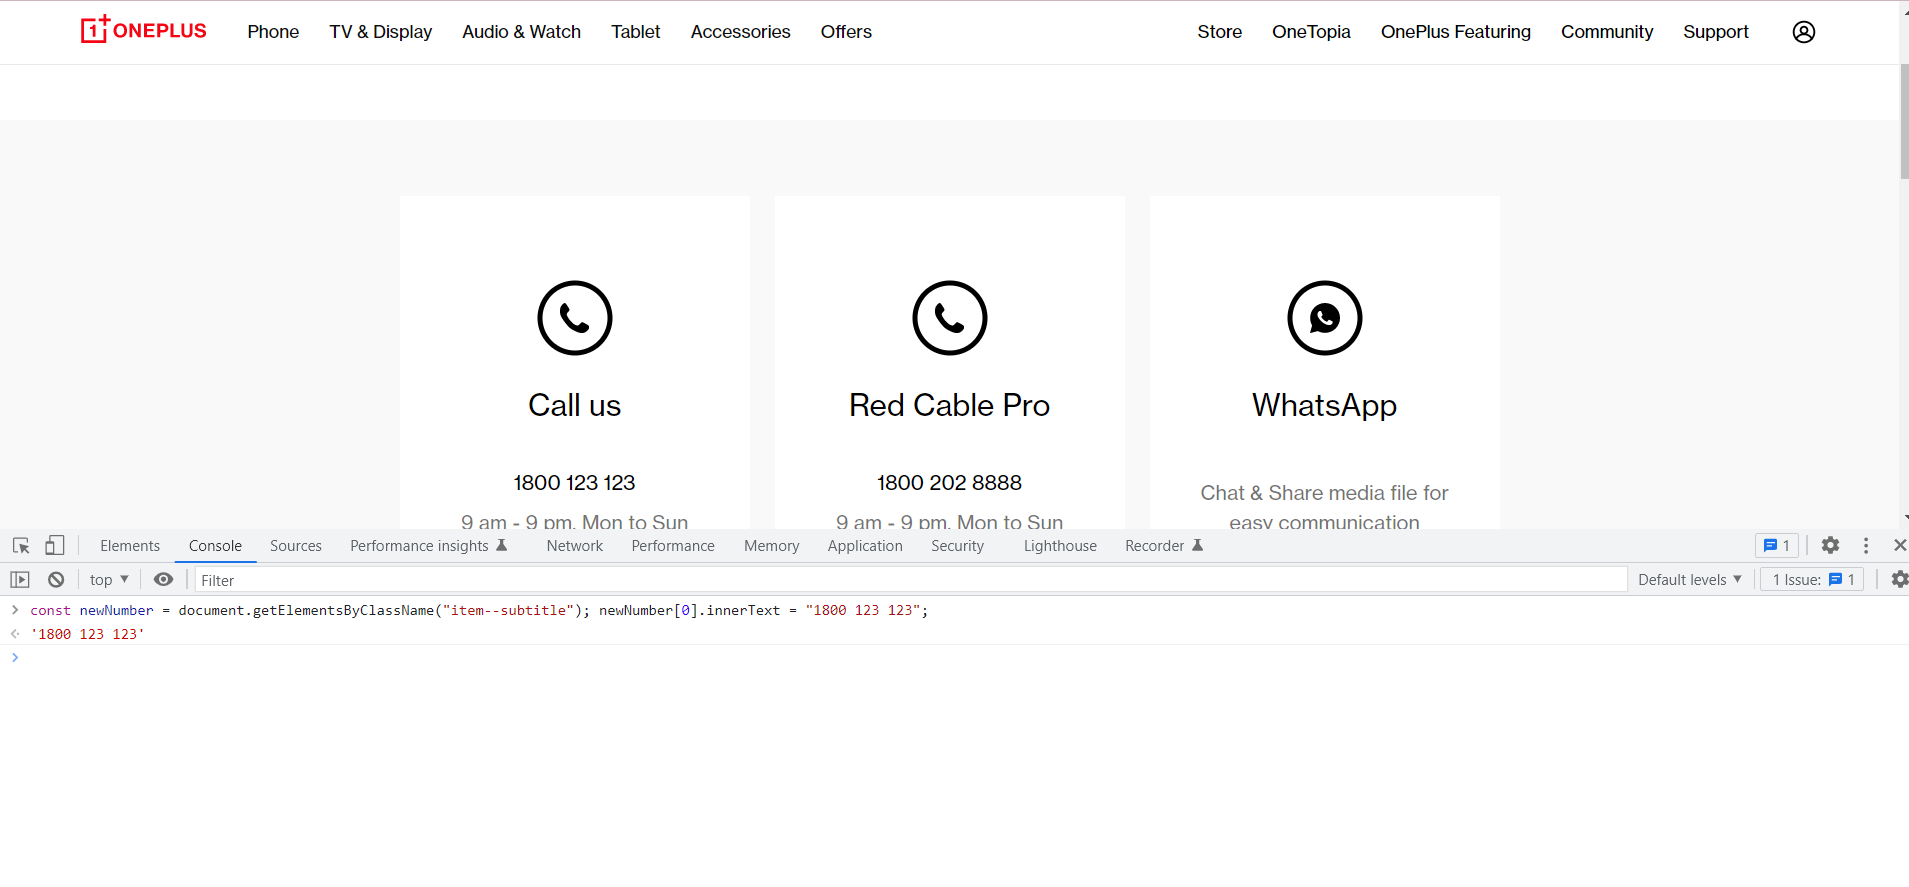 ONEPLUS Phone TV & Display Audio & Watch Tablet Accessories Offers Store OneTopia OnePlus Featuring Community Support
Call us Red Cable Pro WhatsApp
1800 123 123 1800 202 8888
Chat & Share media file for
9 am - 9 pm, Mon to Sun 9 am - 9 pm, Mon to Sun easy communication
Elements Console Sources Performance insights Network Performance Memory Application Security Lighthouse Recorder 1
top Filter Default levels 1 Issue: 1
const newNumber = document.getElementsByClassName("item--subtitle"); newNumber[0].innerText = "1800 123 123";
'1800 123 123'